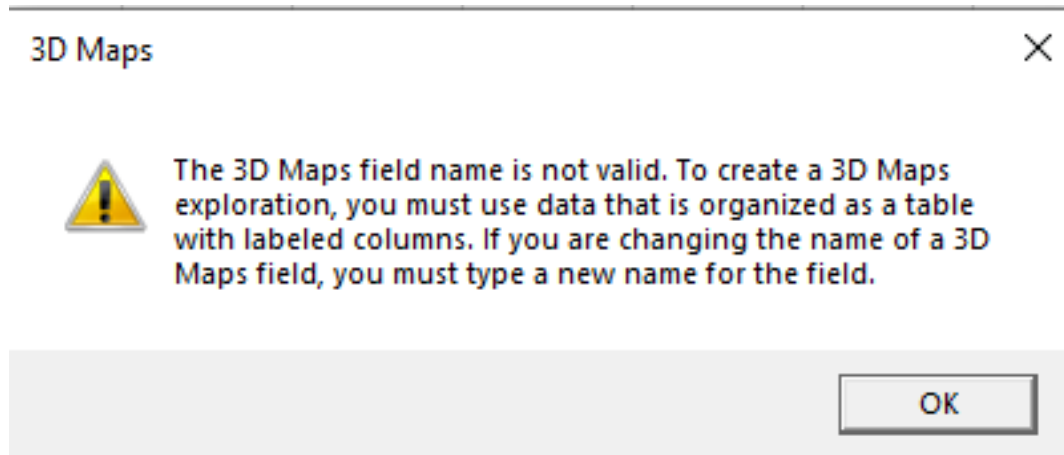 3D Maps
The 3D Maps field name is not valid. To create a 3D Maps
exploration, you must use data that is organized as a table
with labeled columns. If you are changing the name of a 3D
Maps field, you must type a new name for the field.
OK